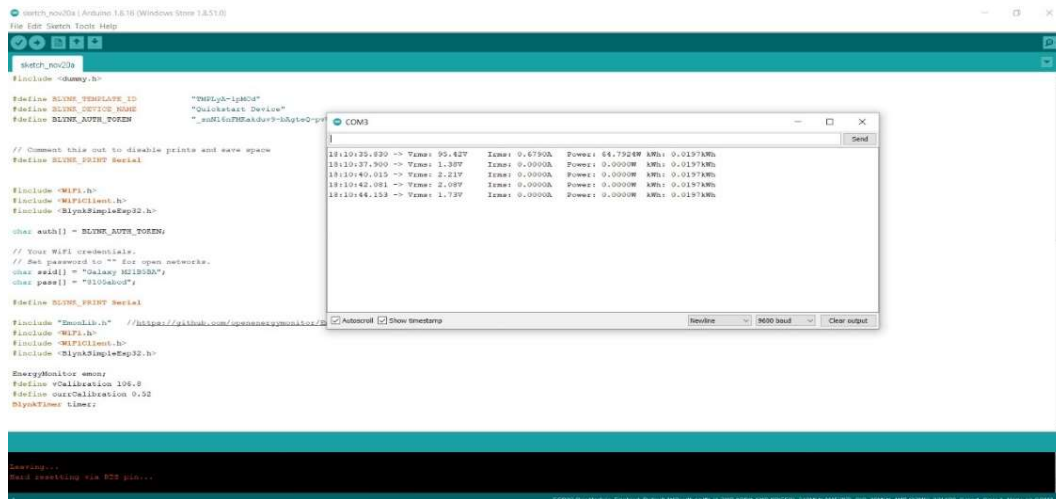 sketch_nov20a | Arduino 1.8.16 (Windows Store 1.8.51.0)
File Edit Sketch Tools Help
sketch_nov20a
#include <dummy.h>
#define BLYNK_TEMPLATE_ID "TMPLyA-1pMOd"
#define BLYNK_DEVICE_NAME "Quickstart Device"
#define BLYNK_AUTH_TOKEN
// Comment this out to disable prints and save space
#define BLYNK_PRINT Serial
#include <WiFi.h>
#include <WiFiClient.h>
#include <BlynkSimpleEsp32.h>
char auth[] = BLYNK_AUTH_TOKEN;
// Your WiFi credentials.
// Set password to "" for open networks.
char ssid[] = "Galaxy M21B5BA";
char pass[] = "8105abcd";
#define BLYNK_PRINT Serial
#include "EmonLib.h" //https://github.com/openenergymonitor/
#include <WiFi.h>
#include <WiFiClient.h>
#include <BlynkSimpleEsp32.h>
EnergyMonitor emon;
#define vCalibration 106.8
#define currCalibration 0.52
BlynkTimer timer;
COM3
Send
18:10:35.830 -> Vrms: 95.42V Irms: 0.6790A Power: 64.7924W kWh: 0.0197kWh
18:10:37.900 -> Vrms: 1.38V Irms: 0.0000A Power: 0.0000W kWh: 0.0197kWh
18:10:40.015 -> Vrms: 2.21V Irms: 0.0000A Power: 0.0000W kWh: 0.0197kWh
18:10:42.081 -> Vrms: 2.08V Irms: 0.0000A Power: 0.0000W kWh: 0.0197kWh
18:10:44.153 -> Vrms: 1.73V Irms: 0.0000A Power: 0.0000W kWh: 0.0197kWh
Autoscroll Show timestamp Newline 9600 baud Clear output
Leaving...
Hard resetting via RTS pin...